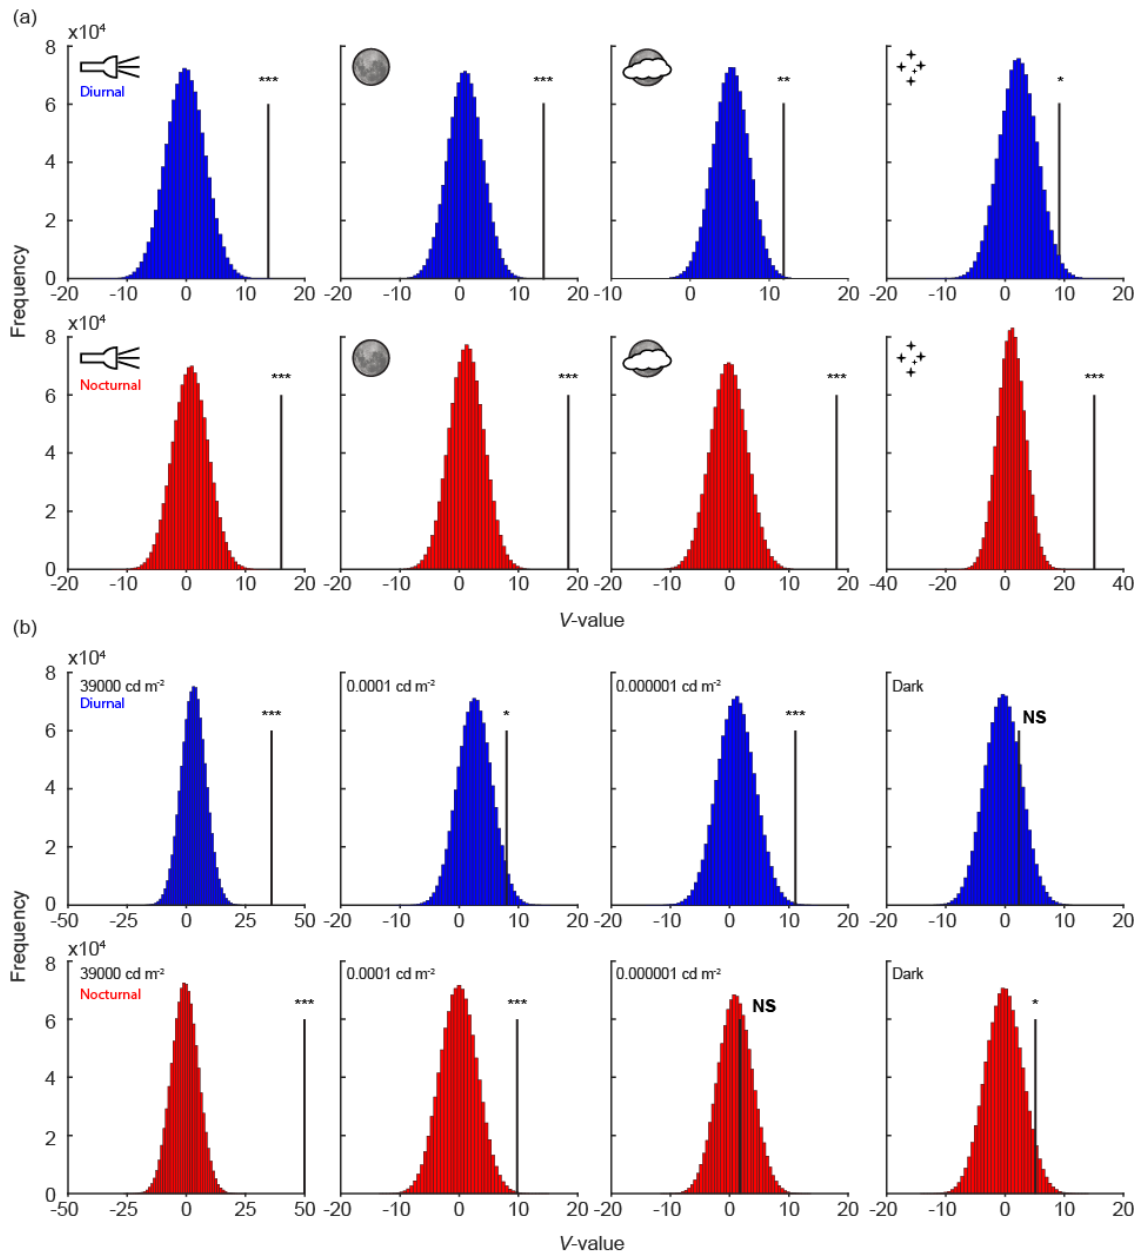 (a)
x10⁴
8
6
4
2
0
Diurnal
***
***
**
*
-20 -10 0 10 20
-20 -10 0 10 20
-10 0 10 20
-20 -10 0 10 20
Frequency
x10⁴
8
6
4
2
0
Nocturnal
***
***
***
***
-20 -10 0 10 20
-20 -10 0 10 20
-20 -10 0 10 20
-40 -20 0 20 40
V-value
(b)
x10⁴
8
6
4
2
0
39000 cd m⁻²
Diurnal
***
0.0001 cd m⁻²
*
0.000001 cd m⁻²
***
Dark
NS
-50 -25 0 25 50
-20 -10 0 10 20
-20 -10 0 10 20
-20 -10 0 10 20
Frequency
x10⁴
8
6
4
2
0
39000 cd m⁻²
Nocturnal
***
0.0001 cd m⁻²
***
0.000001 cd m⁻²
NS
Dark
*
-50 -25 0 25 50
-20 -10 0 10 20
-20 -10 0 10 20
-20 -10 0 10 20
V-value